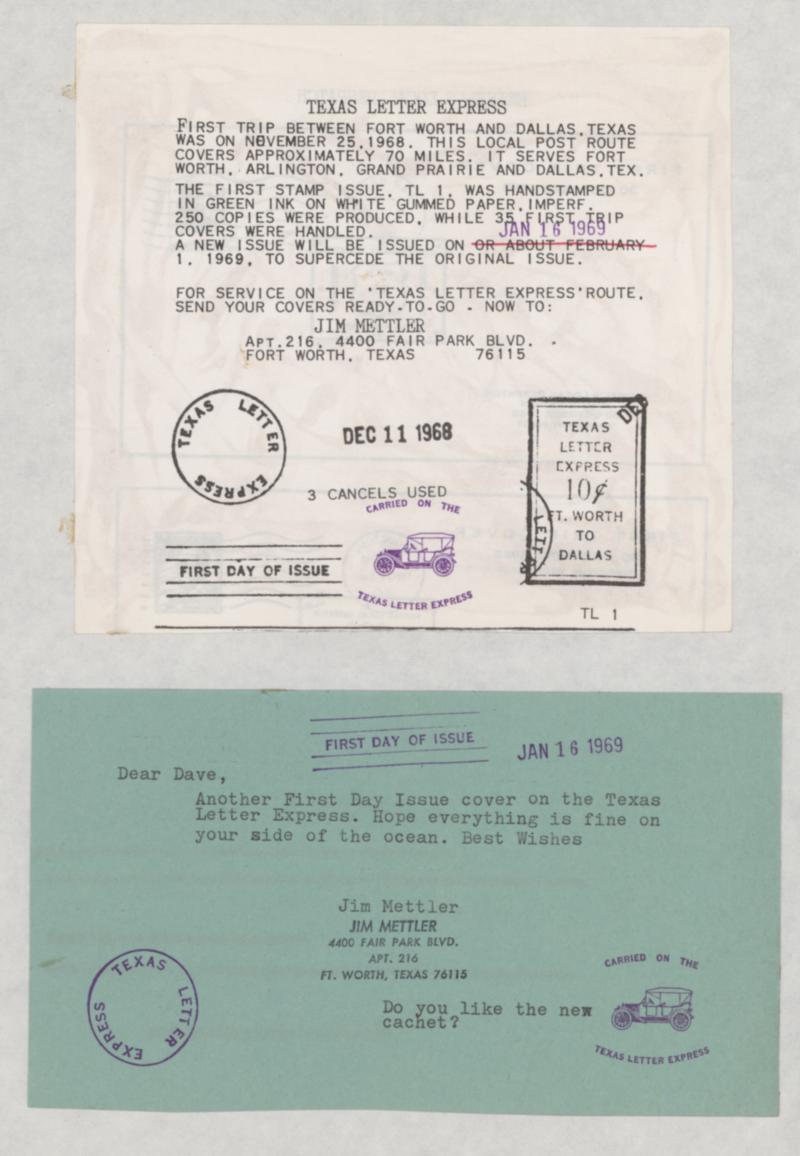 TEXAS LETTER EXPRESS
FIRST TRIP BETWEEN FORT WORTH AND DALLAS,TEXAS
WAS ON NOVEMBER 25,1968. THIS LOCAL POST ROUTE
COVERS APPROXIMATELY 70 MILES. IT SERVES FORT
WORTH, ARLINGTON, GRAND PRAIRIE AND DALLAS,TEX.
THE FIRST STAMP ISSUE, TL 1, WAS HANDSTAMPED
IN GREEN INK ON WHITE GUMMED PAPER,IMPERF.
250 COPIES WERE PRODUCED, WHILE 35 FIRST TRIP
COVERS WERE HANDLED.
JAN 16 1969
A NEW ISSUE WILL BE ISSUED ON OR ABOUT FEBRUARY
1, 1969, TO SUPERCEDE THE ORIGINAL ISSUE.
FOR SERVICE ON THE 'TEXAS LETTER EXPRESS'ROUTE,
SEND YOUR COVERS READY-TO-GO - NOW TO:
JIM METTLER
APT.216, 4400 FAIR PARK BLVD.
FORT WORTH, TEXAS 76115
TEXAS LETTER EXPRESS
DEC 11 1968
3 CANCELS USED
FIRST DAY OF ISSUE
CARRIED ON THE
TEXAS LETTER EXPRESS
DEC
TEXAS
LETTER
EXPRESS
10¢
FT. WORTH
TO
DALLAS
LETT
TL 1
FIRST DAY OF ISSUE
JAN 16 1969
Dear Dave,
Another First Day Issue cover on the Texas
Letter Express. Hope everything is fine on
your side of the ocean. Best Wishes
Jim Mettler
JIM METTLER
4400 FAIR PARK BLVD.
APT. 216
FT. WORTH, TEXAS 76115
Do you like the new
cachet?
TEXAS LETTER EXPRESS
CARRIED ON THE
TEXAS LETTER EXPRESS